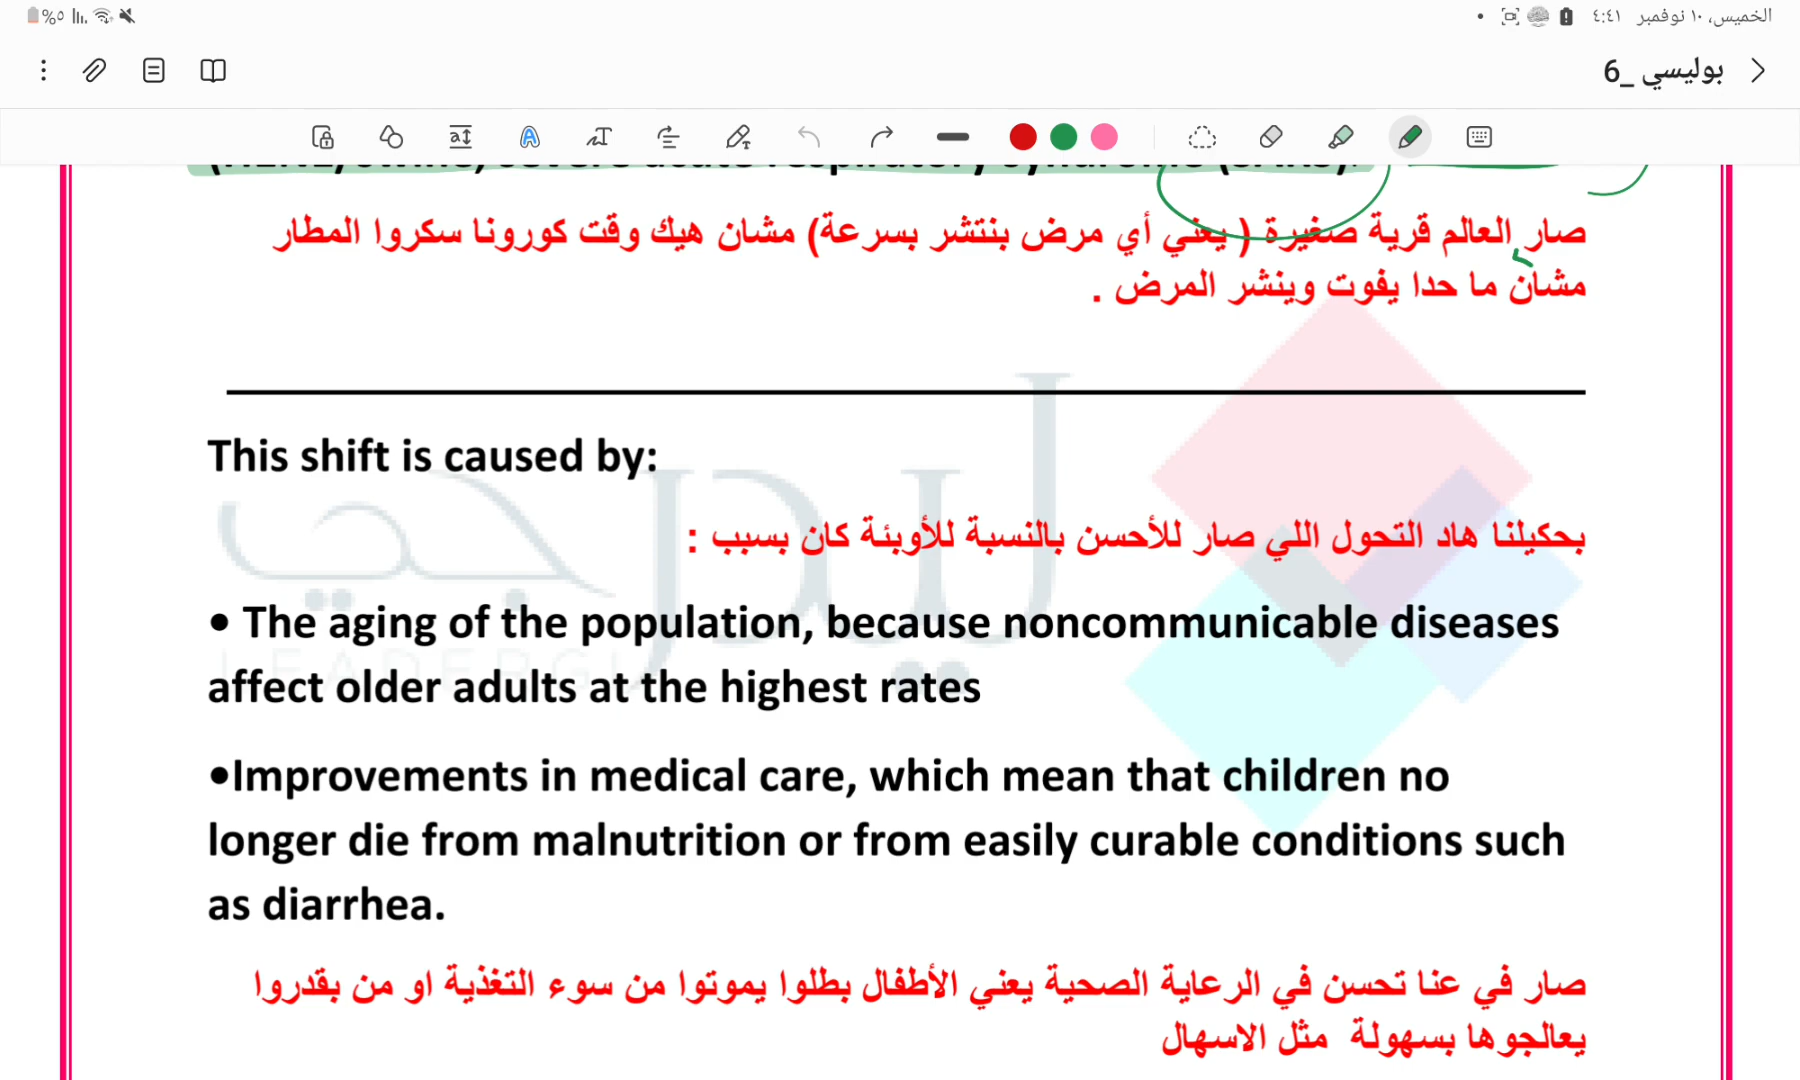 الخميس، ١٠ نوفمبر ٤:٤١
%٥
بوليسي _6
صار العالم قرية صغيرة ( يعني أي مرض بنتشر بسرعة) مشان هيك وقت كورونا سكروا المطار
مشان ما حدا يفوت وينشر المرض .
This shift is caused by:
بحكيلنا هاد التحول اللي صار للأحسن بالنسبة للأوبئة كان بسبب :
• The aging of the population, because noncommunicable diseases
affect older adults at the highest rates
•Improvements in medical care, which mean that children no
longer die from malnutrition or from easily curable conditions such
as diarrhea.
صار في عنا تحسن في الرعاية الصحية يعني الأطفال بطلوا يموتوا من سوء التغذية او من بقدروا
يعالجوها بسهولة مثل الاسهال
ليدرجي